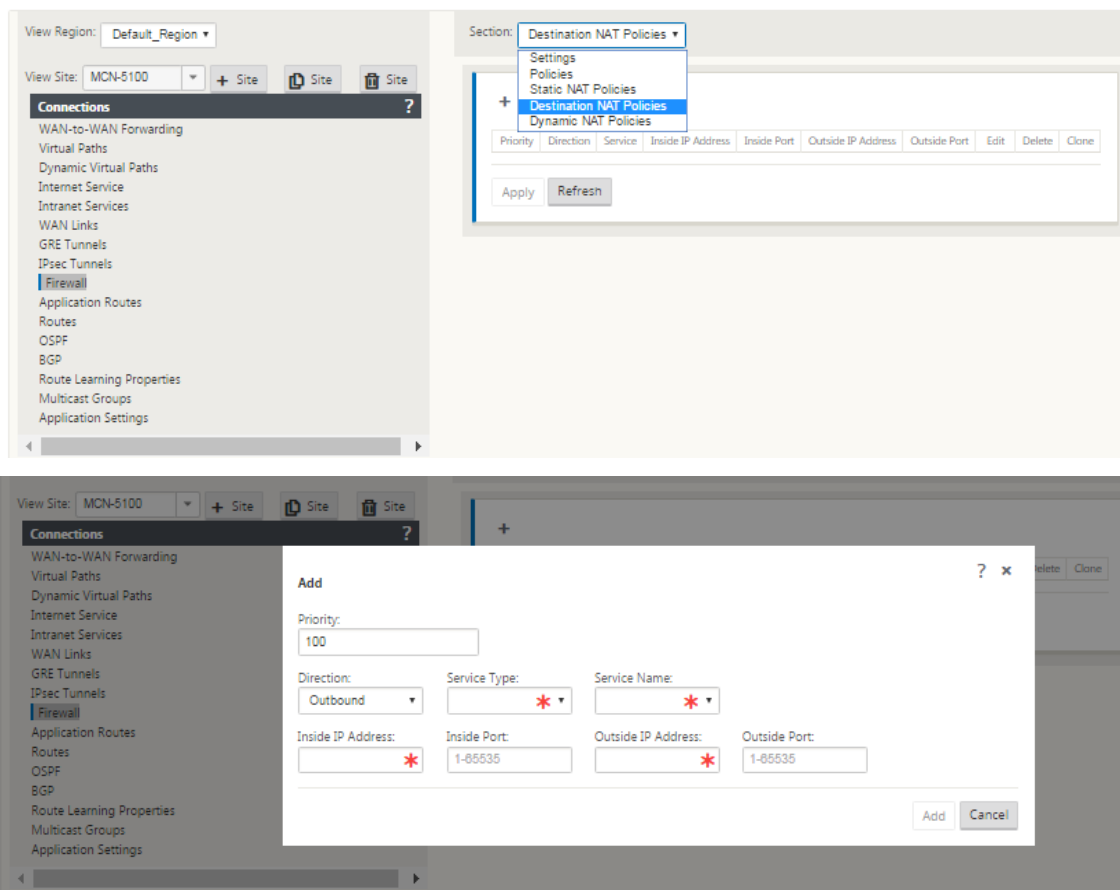 View Region: Default_Region
Section: Destination NAT Policies
Settings
Policies
Static NAT Policies
Destination NAT Policies
Dynamic NAT Policies
View Site: MCN-5100 + Site Site Site
Connections ?
WAN-to-WAN Forwarding
Virtual Paths
Dynamic Virtual Paths
Internet Service
Intranet Services
WAN Links
GRE Tunnels
IPsec Tunnels
Firewall
Application Routes
Routes
OSPF
BGP
Route Learning Properties
Multicast Groups
Application Settings
+
Priority Direction Service Inside IP Address Inside Port Outside IP Address Outside Port Edit Delete Clone
Apply Refresh
View Site: MCN-5100 + Site Site Site
Connections ?
WAN-to-WAN Forwarding
Virtual Paths
Dynamic Virtual Paths
Internet Service
Intranet Services
WAN Links
GRE Tunnels
IPsec Tunnels
Firewall
Application Routes
Routes
OSPF
BGP
Route Learning Properties
Multicast Groups
Application Settings
+
Delete Clone
Add ? ×
Priority:
100
Direction: Service Type: Service Name:
Outbound * *
Inside IP Address: Inside Port: Outside IP Address: Outside Port:
* 1-65535 * 1-65535
Add Cancel